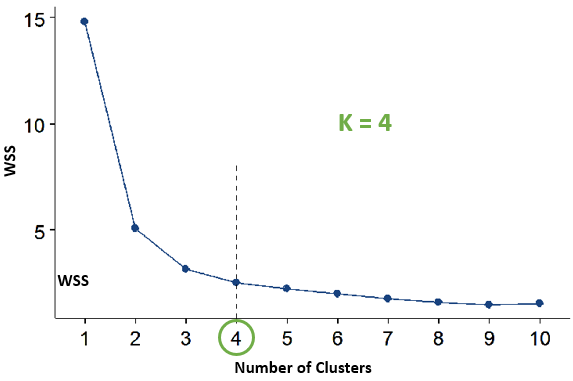 15
10
5
WSS
K = 4
WSS
1 2 3 4 5 6 7 8 9 10
Number of Clusters